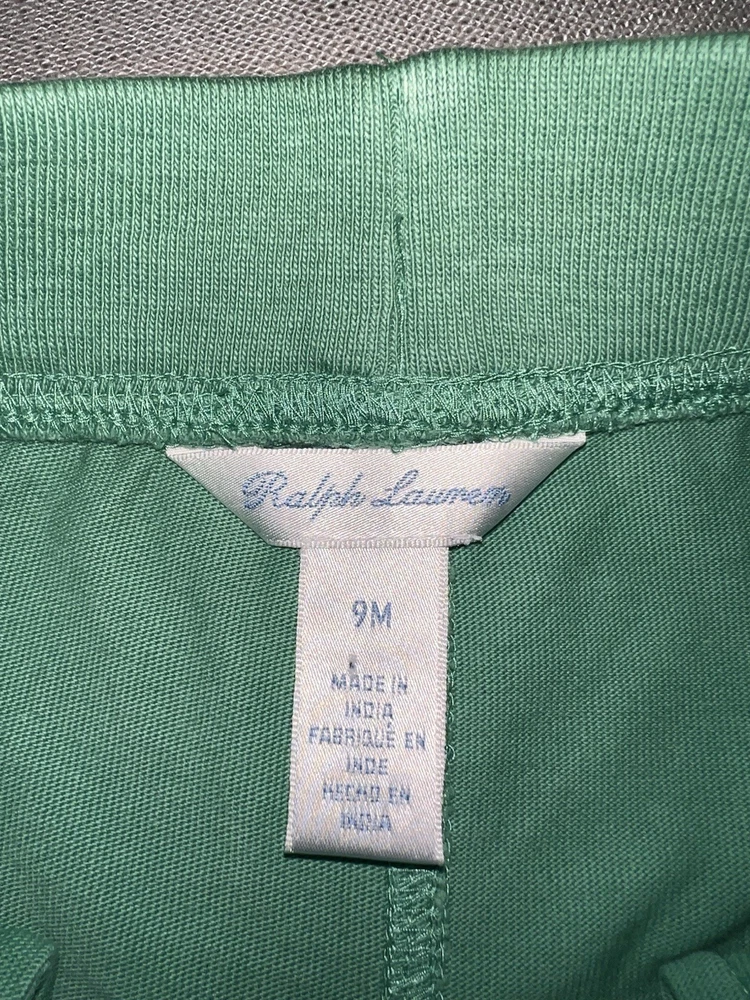 Ralph Lauren
9M
MADE IN
INDIA
FABRIQUÉ EN
INDE
HECHO EN
INDIA